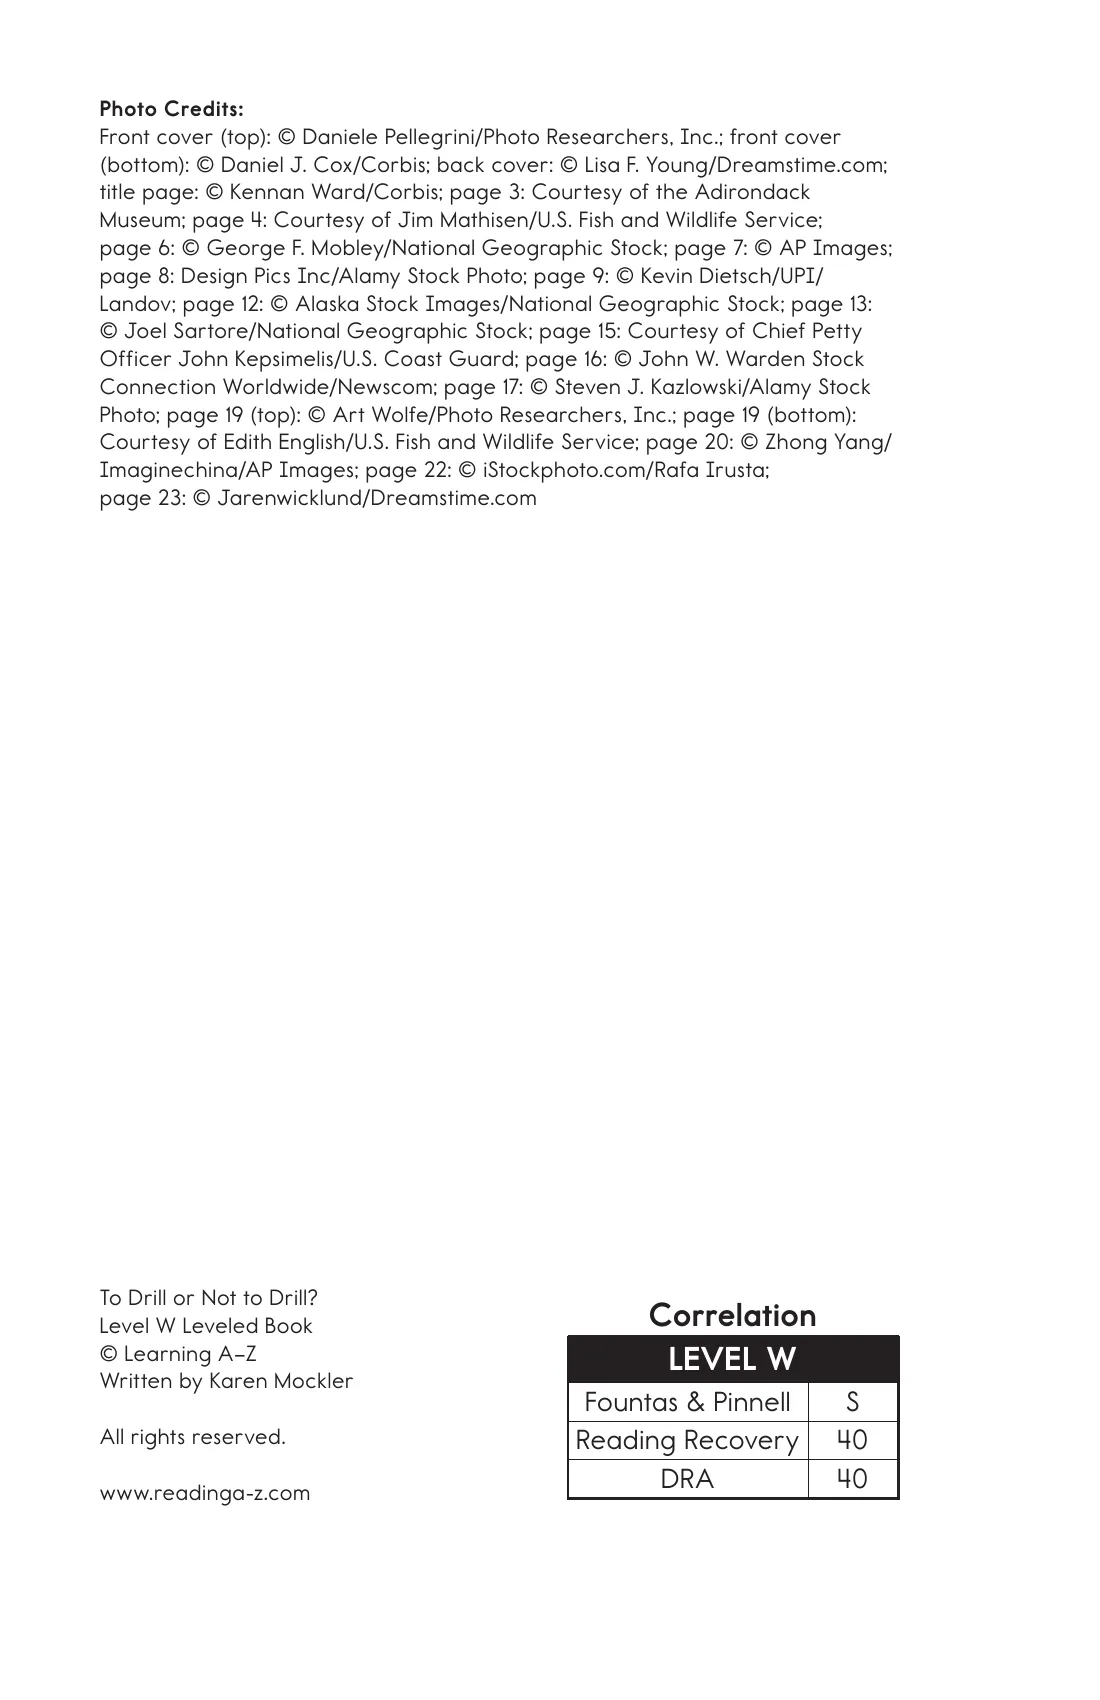 Photo Credits:
Front cover (top): © Daniele Pellegrini/Photo Researchers, Inc.; front cover
(bottom): © Daniel J. Cox/Corbis; back cover: © Lisa F. Young/Dreamstime.com;
title page: © Kennan Ward/Corbis; page 3: Courtesy of the Adirondack
Museum; page 4: Courtesy of Jim Mathisen/U.S. Fish and Wildlife Service;
page 6: © George F. Mobley/National Geographic Stock; page 7: © AP Images;
page 8: Design Pics Inc/Alamy Stock Photo; page 9: © Kevin Dietsch/UPI/
Landov; page 12: © Alaska Stock Images/National Geographic Stock; page 13:
© Joel Sartore/National Geographic Stock; page 15: Courtesy of Chief Petty
Officer John Kepsimelis/U.S. Coast Guard; page 16: © John W. Warden Stock
Connection Worldwide/Newscom; page 17: © Steven J. Kazlowski/Alamy Stock
Photo; page 19 (top): © Art Wolfe/Photo Researchers, Inc.; page 19 (bottom):
Courtesy of Edith English/U.S. Fish and Wildlife Service; page 20: © Zhong Yang/
Imaginechina/AP Images; page 22: © iStockphoto.com/Rafa Irusta;
page 23: © Jarenwicklund/Dreamstime.com
To Drill or Not to Drill?
Level W Leveled Book
© Learning A–Z
Written by Karen Mockler
All rights reserved.
www.readinga-z.com
Correlation
LEVEL W
Fountas & Pinnell S
Reading Recovery 40
DRA 40